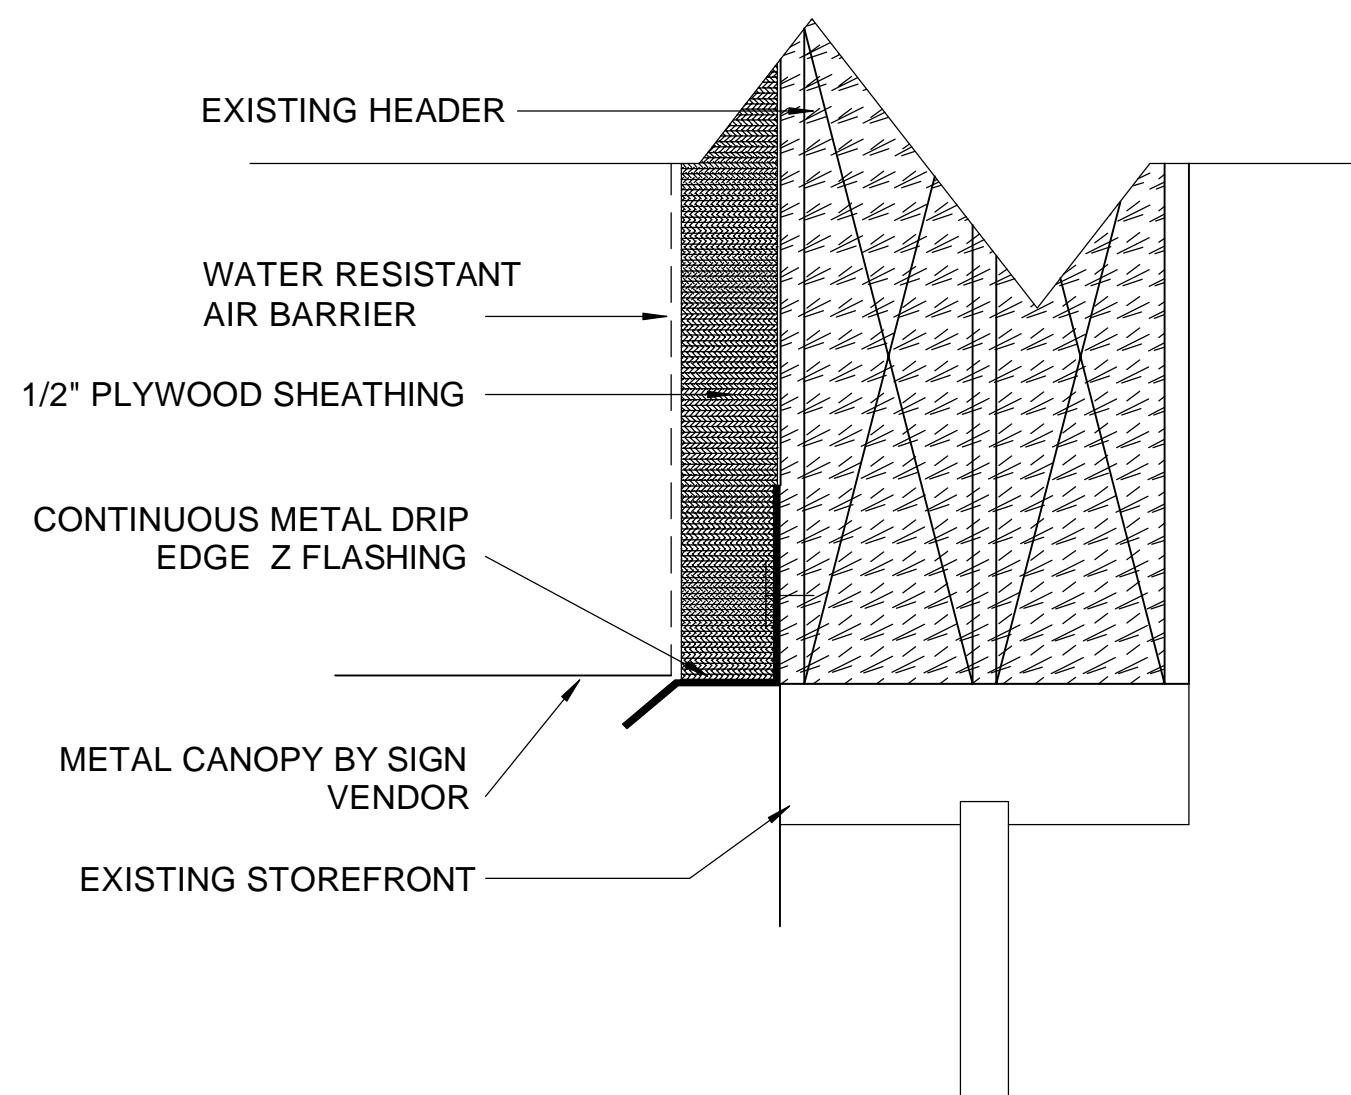 EXISTING HEADER
WATER RESISTANT
AIR BARRIER
1/2" PLYWOOD SHEATHING
CONTINUOUS METAL DRIP
EDGE  Z FLASHING
METAL CANOPY BY SIGN
VENDOR
EXISTING STOREFRONT